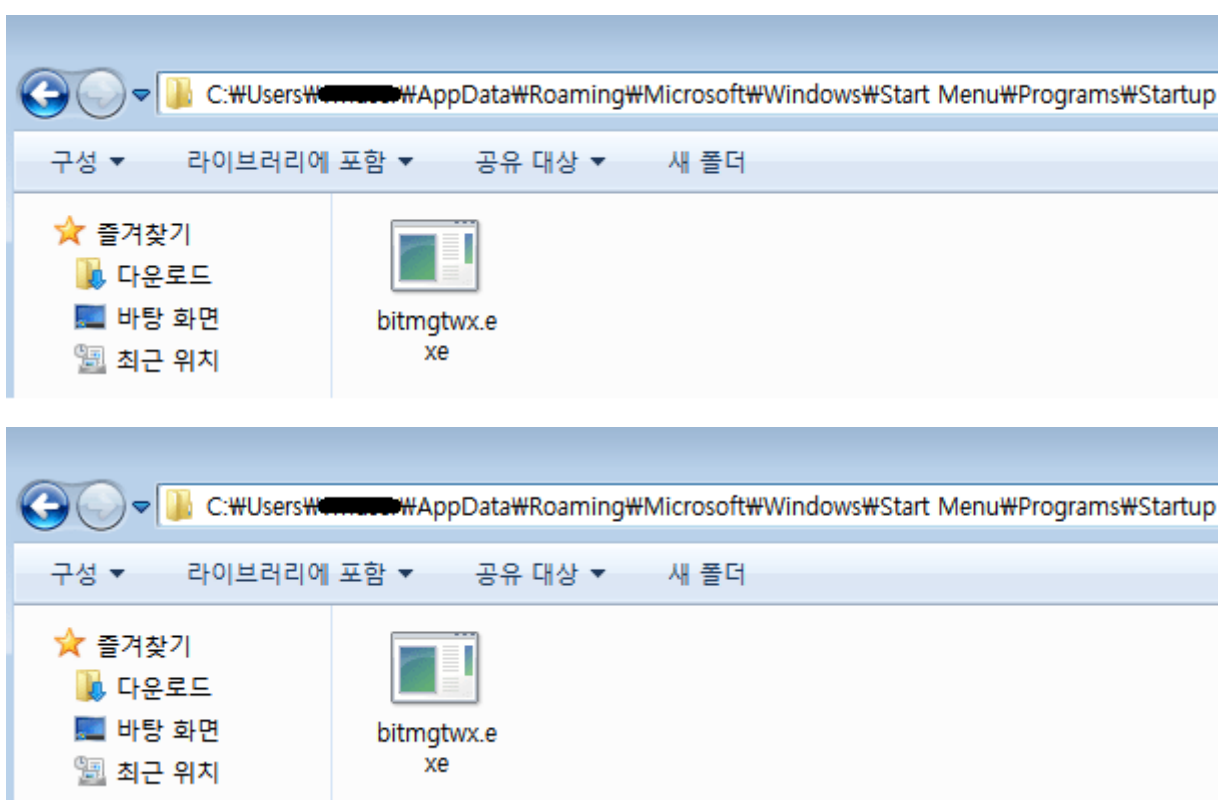 C:₩Users₩ ₩AppData₩Roaming₩Microsoft₩Windows₩Start Menu₩Programs₩Startup
구성 라이브러리에 포함 공유 대상 새 폴더
즐겨찾기
다운로드
바탕 화면
최근 위치
bitmgtwx.e
xe
C:₩Users₩ ₩AppData₩Roaming₩Microsoft₩Windows₩Start Menu₩Programs₩Startup
구성 라이브러리에 포함 공유 대상 새 폴더
즐겨찾기
다운로드
바탕 화면
최근 위치
bitmgtwx.e
xe